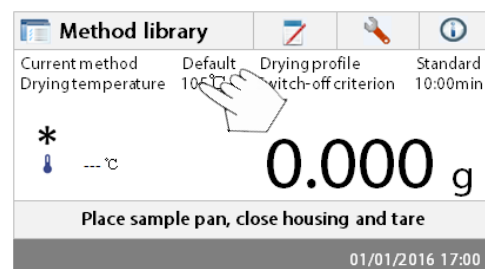 Method library
Current method Default Drying profile Standard
Drying temperature 105°C Switch-off criterion 10:00min
*
--- °C 0.000 g
Place sample pan, close housing and tare
01/01/2016 17:00